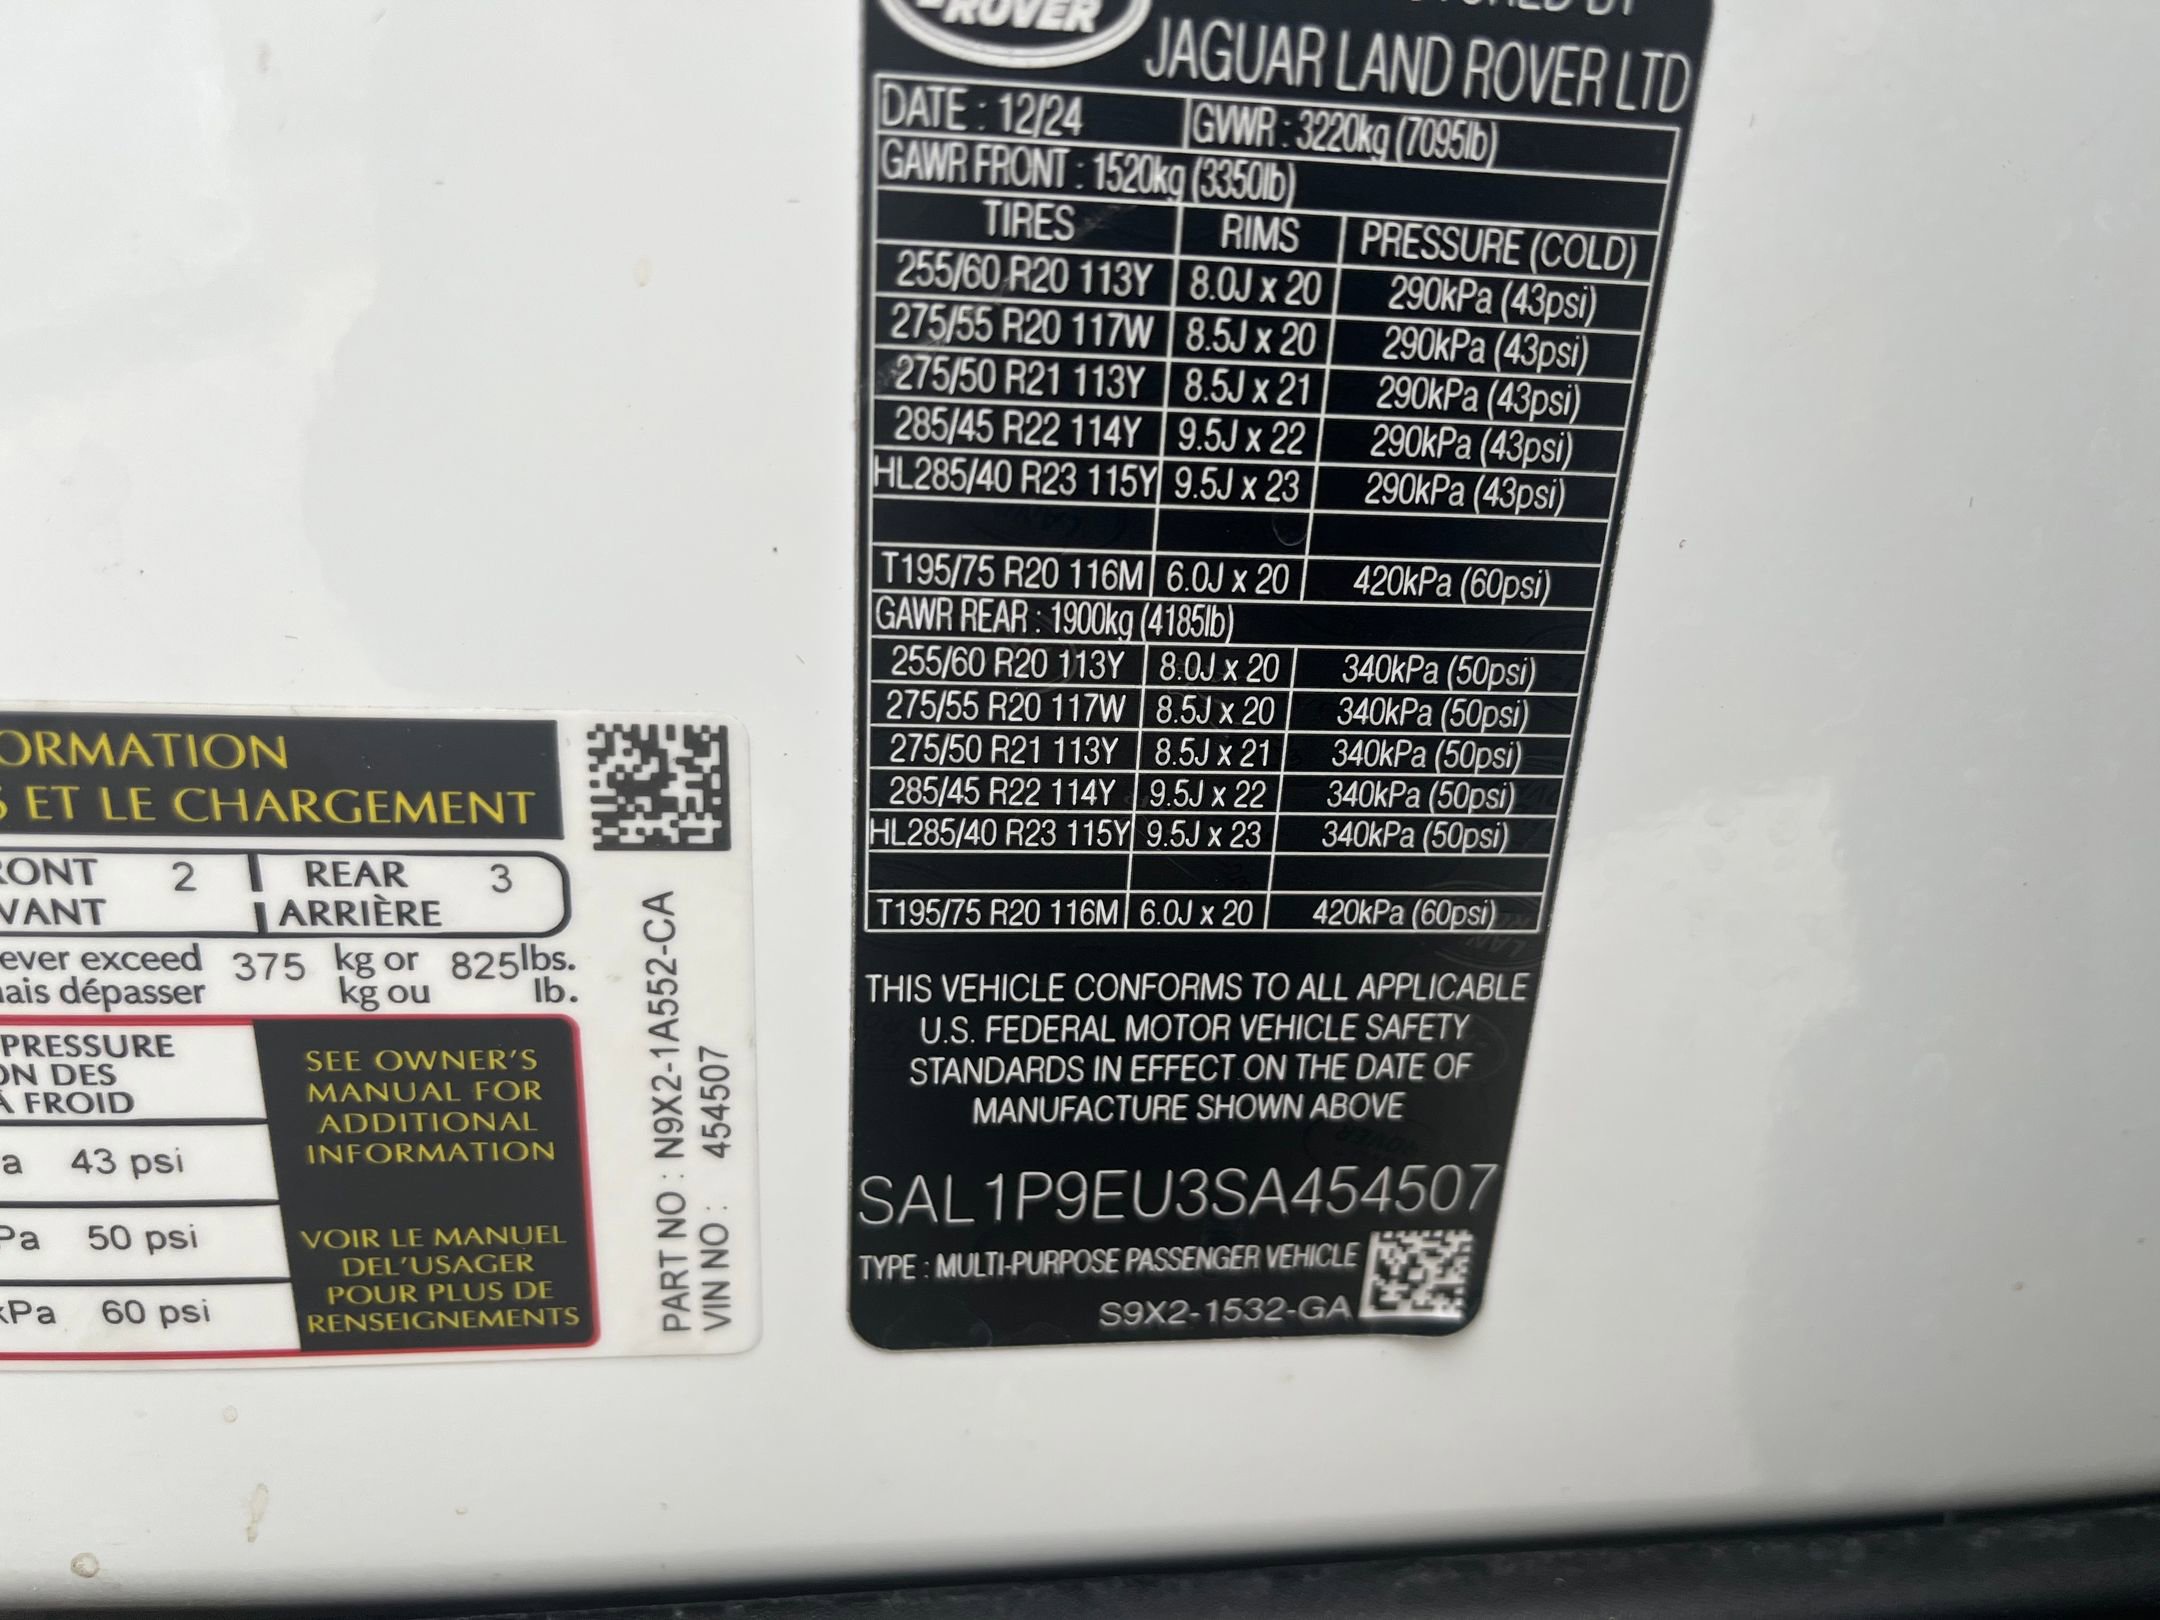 ROVER
JAGUAR LAND ROVER LTD
DATE : 12/24 GVWR : 3220kg (7095lb)
GAWR FRONT : 1520kg (3350lb)
TIRES RIMS PRESSURE (COLD)
255/60 R20 113Y 8.0J x 20 290kPa (43psi)
275/55 R20 117W 8.5J x 20 290kPa (43psi)
275/50 R21 113Y 8.5J x 21 290kPa (43psi)
285/45 R22 114Y 9.5J x 22 290kPa (43psi)
HL285/40 R23 115Y 9.5J x 23 290kPa (43psi)
T195/75 R20 116M 6.0J x 20 420kPa (60psi)
GAWR REAR : 1900kg (4185lb)
255/60 R20 113Y 8.0J x 20 340kPa (50psi)
275/55 R20 117W 8.5J x 20 340kPa (50psi)
275/50 R21 113Y 8.5J x 21 340kPa (50psi)
285/45 R22 114Y 9.5J x 22 340kPa (50psi)
HL285/40 R23 115Y 9.5J x 23 340kPa (50psi)
T195/75 R20 116M 6.0J x 20 420kPa (60psi)
THIS VEHICLE CONFORMS TO ALL APPLICABLE
U.S. FEDERAL MOTOR VEHICLE SAFETY
STANDARDS IN EFFECT ON THE DATE OF
MANUFACTURE SHOWN ABOVE
SAL1P9EU3SA454507
TYPE : MULTI-PURPOSE PASSENGER VEHICLE
S9X2-1532-GA
ORMATION
S ET LE CHARGEMENT
RONT 2 REAR 3
VANT ARRIÈRE
ever exceed 375 kg or 825 lbs.
ais dépasser kg ou lb.
PRESSURE
ON DES
À FROID
a 43 psi
Pa 50 psi
kPa 60 psi
SEE OWNER'S
MANUAL FOR
ADDITIONAL
INFORMATION
VOIR LE MANUEL
DEL'USAGER
POUR PLUS DE
RENSEIGNEMENTS
PART NO : N9X2-1A552-CA
VIN NO : 454507